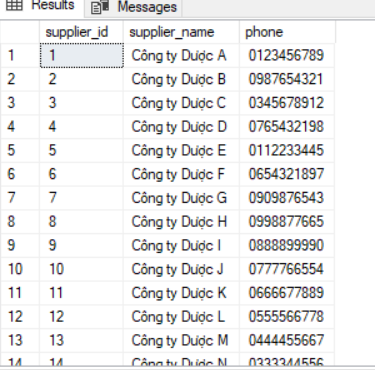 Results Messages
supplier_id supplier_name phone
1 1 Công ty Dược A 0123456789
2 2 Công ty Dược B 0987654321
3 3 Công ty Dược C 0345678912
4 4 Công ty Dược D 0765432198
5 5 Công ty Dược E 0112233445
6 6 Công ty Dược F 0654321897
7 7 Công ty Dược G 0909876543
8 8 Công ty Dược H 0998877665
9 9 Công ty Dược I 0888899990
10 10 Công ty Dược J 0777766554
11 11 Công ty Dược K 0666677889
12 12 Công ty Dược L 0555566778
13 13 Công ty Dược M 0444455667
14 14 Công ty Dược N 0333344556